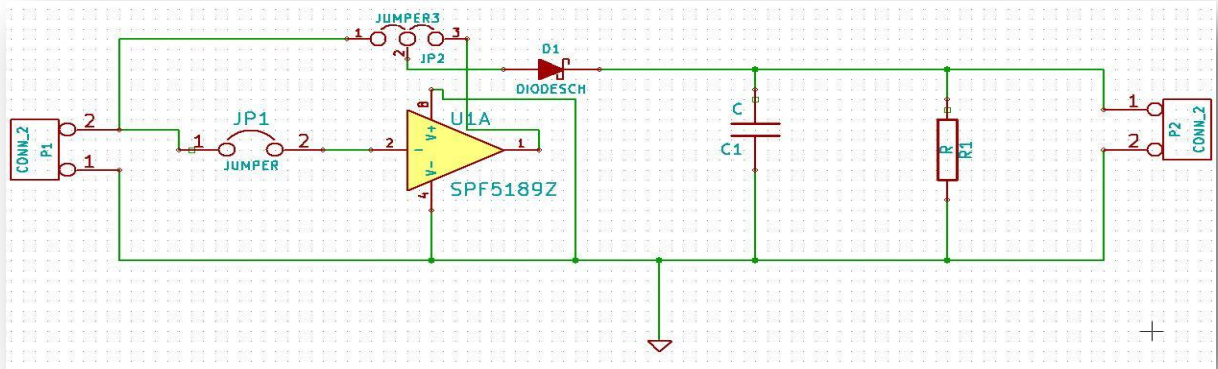 JUMPER3
1
3
2
JP2
D1
DIODESCH
CONN_2
P1
2
1
JP1
1
2
JUMPER
8
U1A
V+
2
-
1
V-
4
SPF5189Z
C
C1
R
R1
1
2
P2
CONN_2